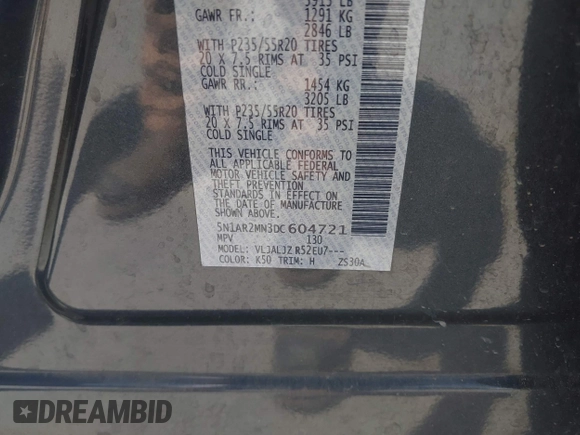 5915 LB
GAWR FR.: 1291 KG
2846 LB
WITH P235/55R20 TIRES
20 X 7.5 RIMS AT 35 PSI
COLD SINGLE
GAWR RR.: 1454 KG
3205 LB
WITH P235/55R20 TIRES
20 X 7.5 RIMS AT 35 PSI
COLD SINGLE
THIS VEHICLE CONFORMS TO
ALL APPLICABLE FEDERAL
MOTOR VEHICLE SAFETY AND
THEFT PREVENTION
STANDARDS IN EFFECT ON
THE DATE OF MANUFACTURE
SHOWN ABOVE.
5N1AR2MN3DC604721
MPV 130
MODEL: VLJALJZ R52EU7---
COLOR: K50 TRIM: H ZS30A
DREAMBID